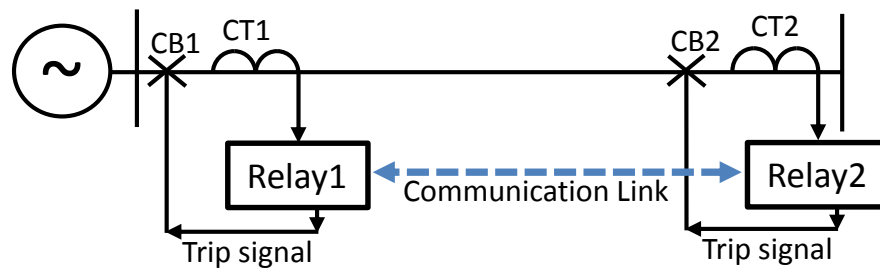 CB1
CT1
CB2
CT2
~
Relay1
Communication Link
Relay2
Trip signal
Trip signal